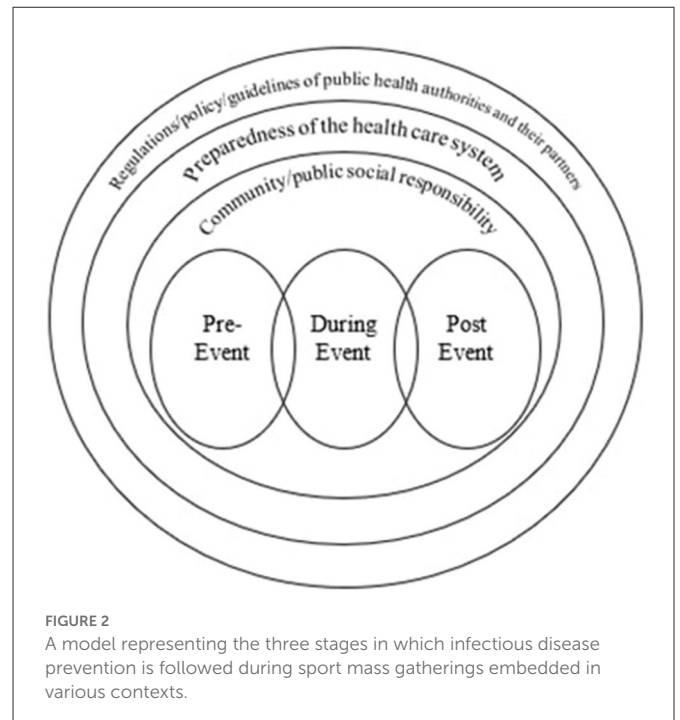 Regulations/policy/guidelines of public health authorities and their partners
Preparedness of the health care system
Community/public social responsibility
Pre-
Event
During
Event
Post
Event
FIGURE 2
A model representing the three stages in which infectious disease
prevention is followed during sport mass gatherings embedded in
various contexts.